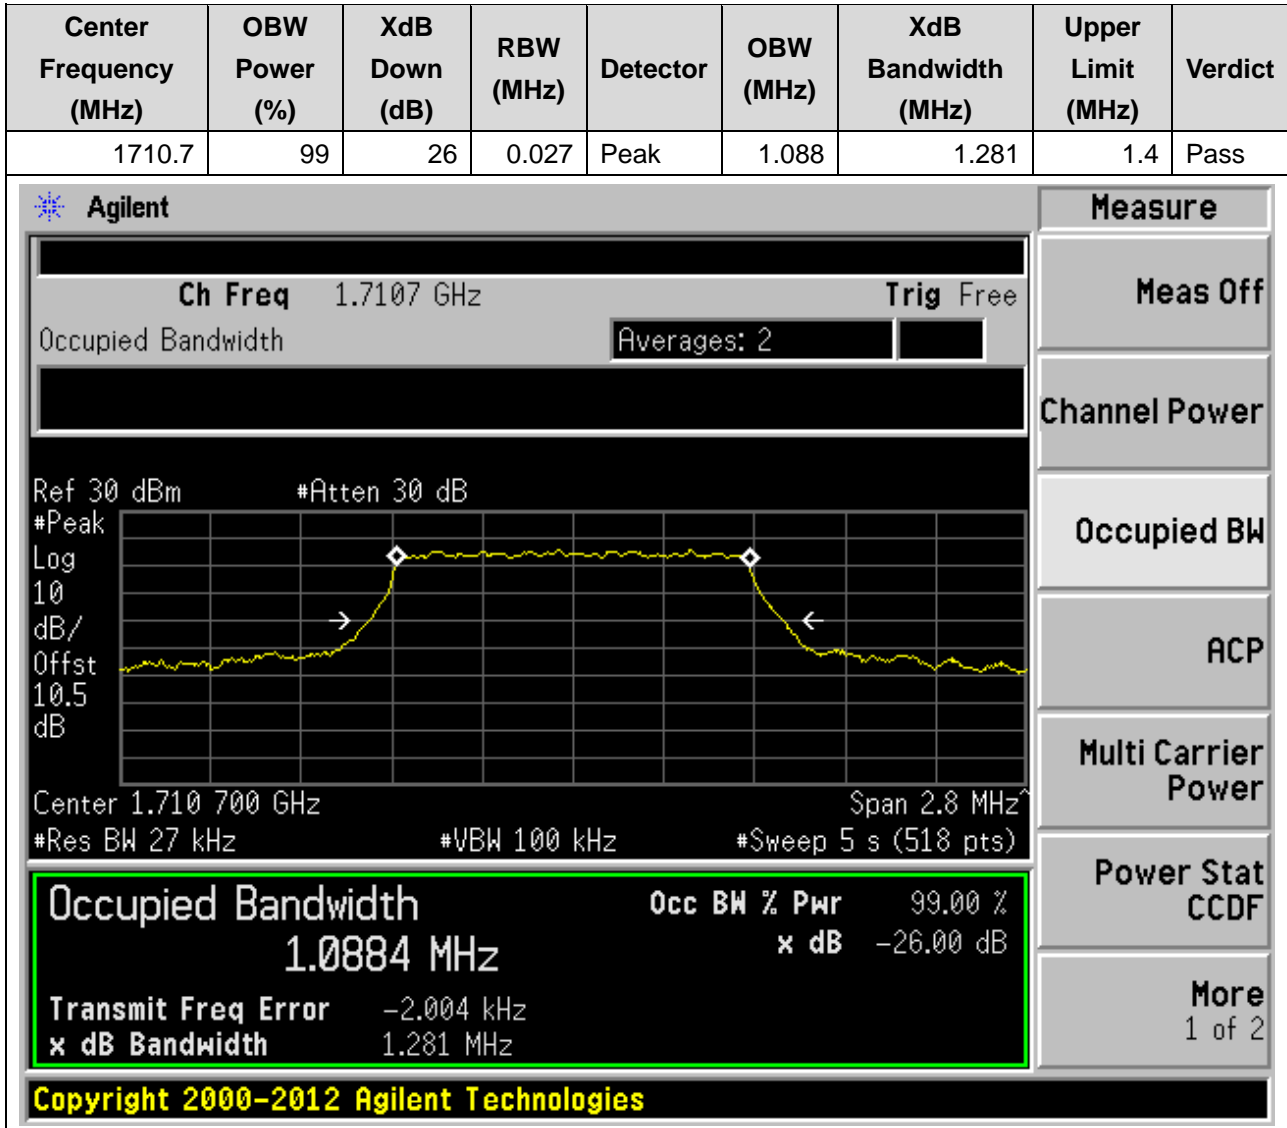 Center Frequency (MHz) OBW Power (%) XdB Down (dB) RBW (MHz) Detector OBW (MHz) XdB Bandwidth (MHz) Upper Limit (MHz) Verdict
1710.7 99 26 0.027 Peak 1.088 1.281 1.4 Pass
Agilent
Measure
Ch Freq 1.7107 GHz Trig Free
Meas Off
Occupied Bandwidth Averages: 2
Channel Power
Ref 30 dBm #Atten 30 dB
#Peak
Log
10
dB/
Offst
10.5
dB
Occupied BW
ACP
Multi Carrier Power
Center 1.710 700 GHz Span 2.8 MHz^
#Res BW 27 kHz #VBW 100 kHz #Sweep 5 s (518 pts)
Power Stat CCDF
Occupied Bandwidth Occ BW % Pwr 99.00 %
1.0884 MHz x dB -26.00 dB
Transmit Freq Error -2.004 kHz
x dB Bandwidth 1.281 MHz
More
1 of 2
Copyright 2000-2012 Agilent Technologies